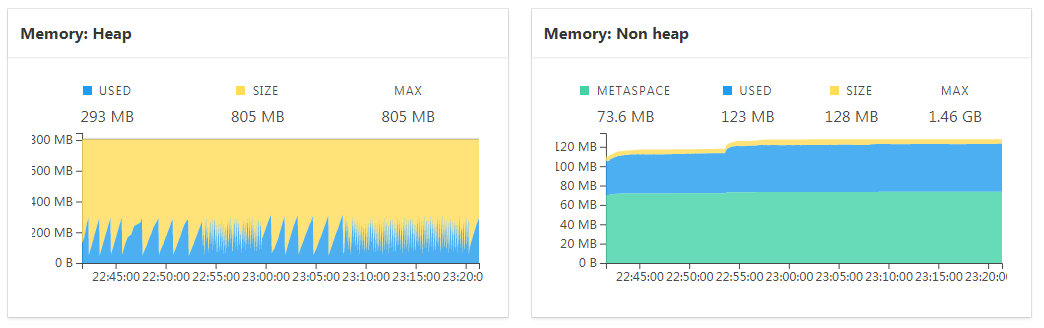 Memory: Heap
USED SIZE MAX
293 MB 805 MB 805 MB
800 MB
600 MB
400 MB
200 MB
0 B
22:45:00 22:50:00 22:55:00 23:00:00 23:05:00 23:10:00 23:15:00 23:20:0
Memory: Non heap
METASPACE USED SIZE MAX
73.6 MB 123 MB 128 MB 1.46 GB
120 MB
100 MB
80 MB
60 MB
40 MB
20 MB
0 B
22:45:00 22:50:00 22:55:00 23:00:00 23:05:00 23:10:00 23:15:00 23:20:0